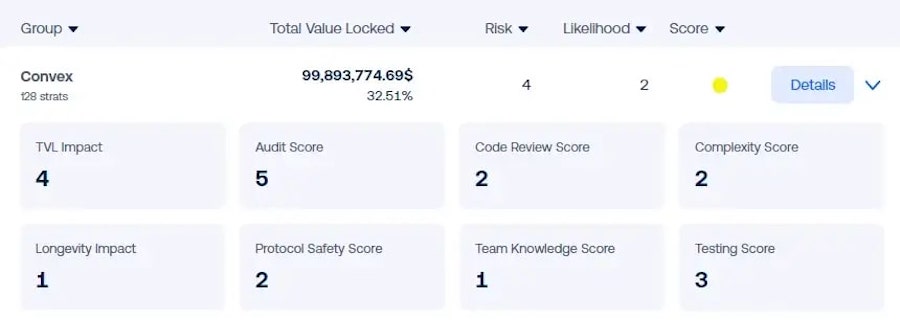 Group Total Value Locked Risk Likelihood Score
Convex 99,893,774.69$ 4 2 Details
128 strats 32.51%
TVL Impact Audit Score Code Review Score Complexity Score
4 5 2 2
Longevity Impact Protocol Safety Score Team Knowledge Score Testing Score
1 2 1 3